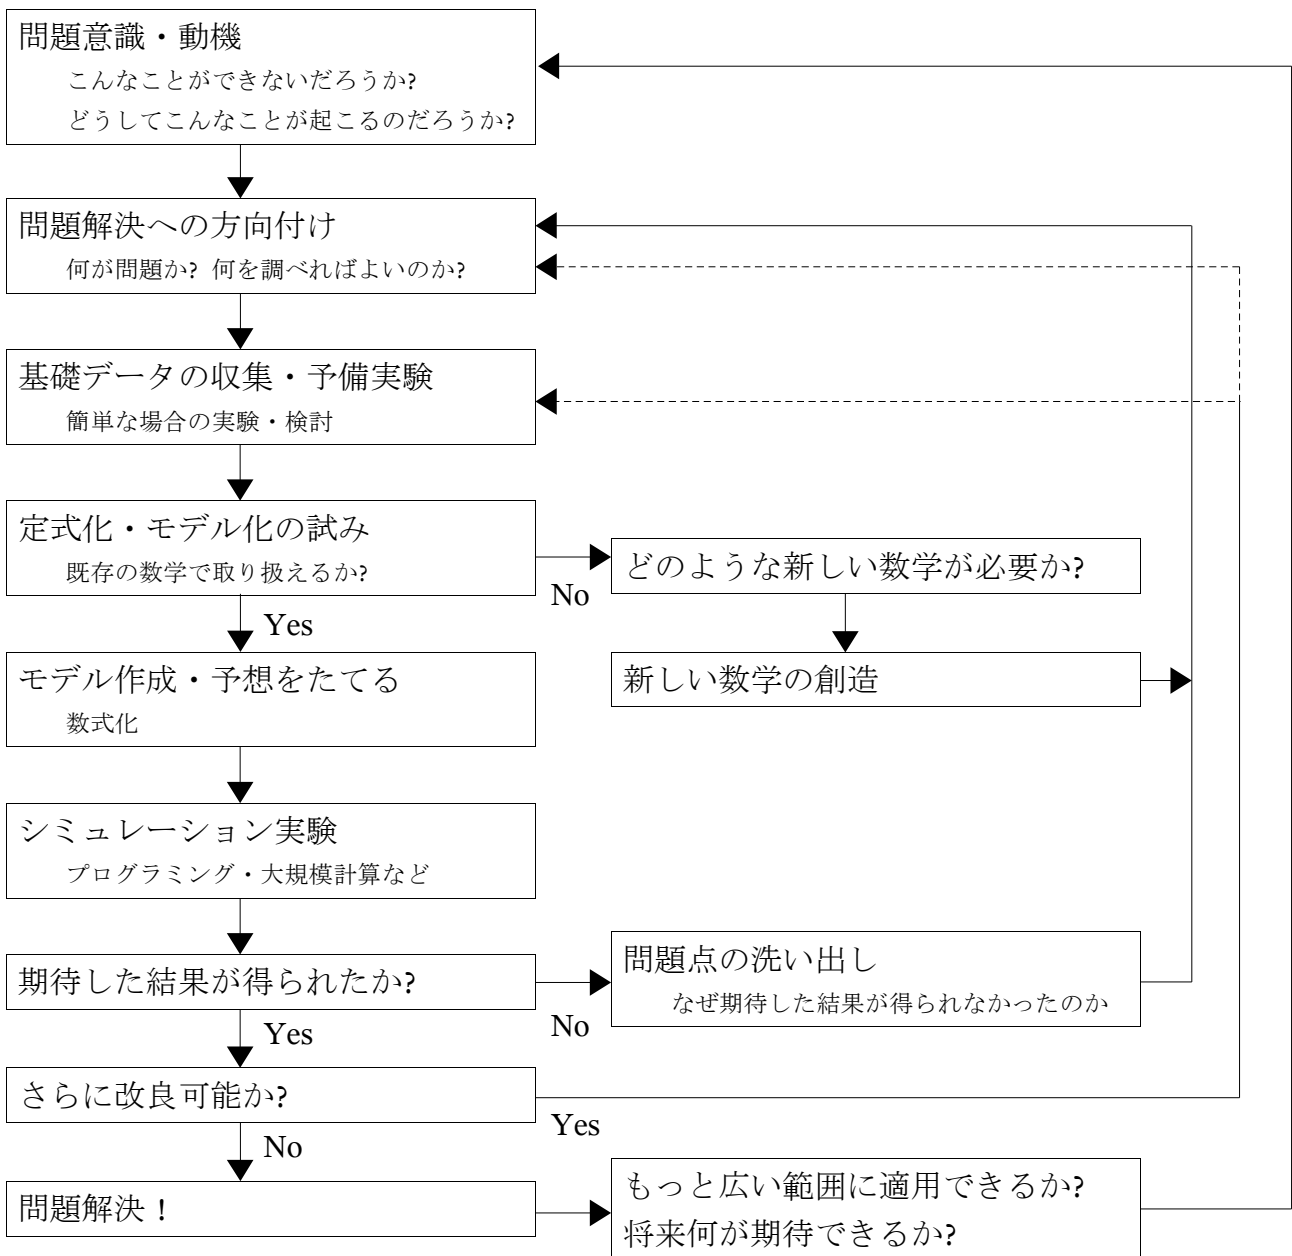 問題意識・動機
こんなことができないだろうか?
どうしてこんなことが起こるのだろうか?
問題解決への方向付け
何が問題か? 何を調べればよいのか?
基礎データの収集・予備実験
簡単な場合の実験・検討
定式化・モデル化の試み
既存の数学で取り扱えるか?
No
どのような新しい数学が必要か?
Yes
モデル作成・予想をたてる
数式化
新しい数学の創造
シミュレーション実験
プログラミング・大規模計算など
期待した結果が得られたか?
No
問題点の洗い出し
なぜ期待した結果が得られなかったのか
Yes
さらに改良可能か?
Yes
No
問題解決！
もっと広い範囲に適用できるか?
将来何が期待できるか?